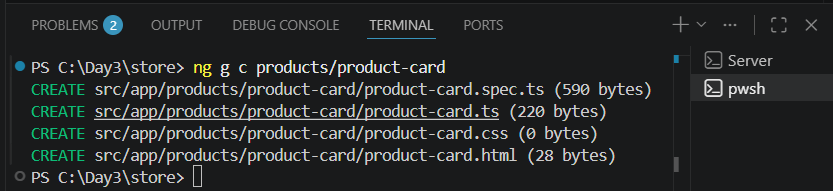 PROBLEMS 2 OUTPUT DEBUG CONSOLE TERMINAL PORTS
PS C:\Day3\store> ng g c products/product-card
CREATE src/app/products/product-card/product-card.spec.ts (590 bytes)
CREATE src/app/products/product-card/product-card.ts (220 bytes)
CREATE src/app/products/product-card/product-card.css (0 bytes)
CREATE src/app/products/product-card/product-card.html (28 bytes)
PS C:\Day3\store>
Server
pwsh